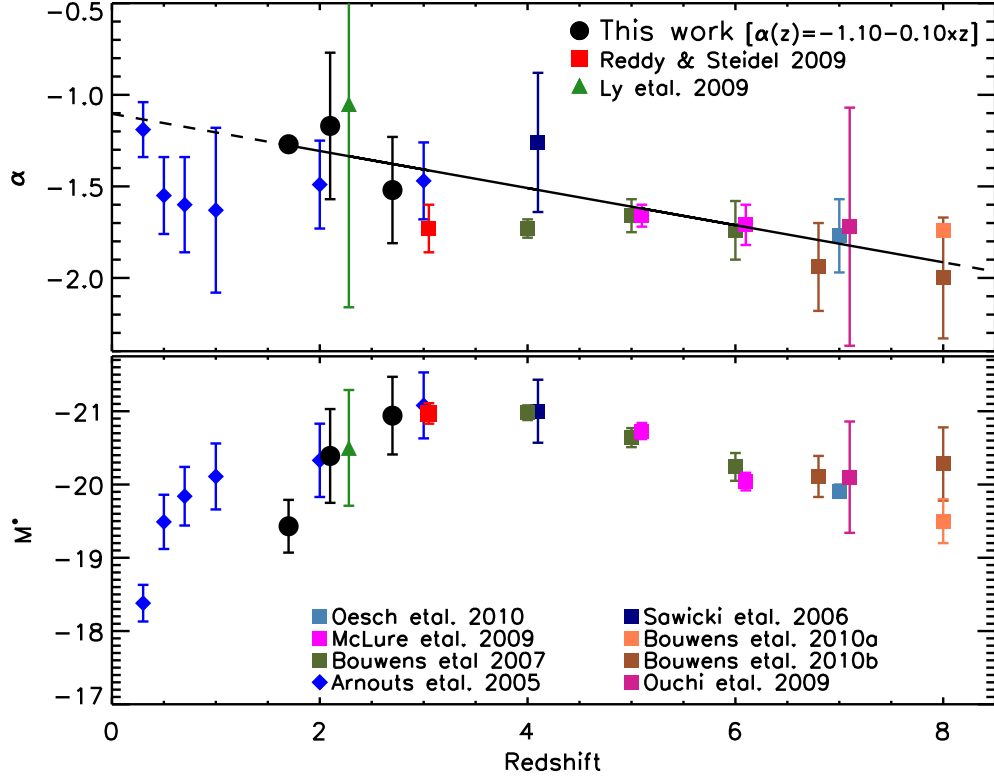 −0.5
−1.0
−1.5
−2.0
α
This work [α(z)=−1.10−0.10×z]
Reddy & Steidel 2009
Ly etal. 2009
−21
−20
−19
−18
−17
M*
Oesch etal. 2010
McLure etal. 2009
Bouwens etal 2007
Arnouts etal. 2005
Sawicki etal. 2006
Bouwens etal. 2010a
Bouwens etal. 2010b
Ouchi etal. 2009
0 2 4 6 8
Redshift